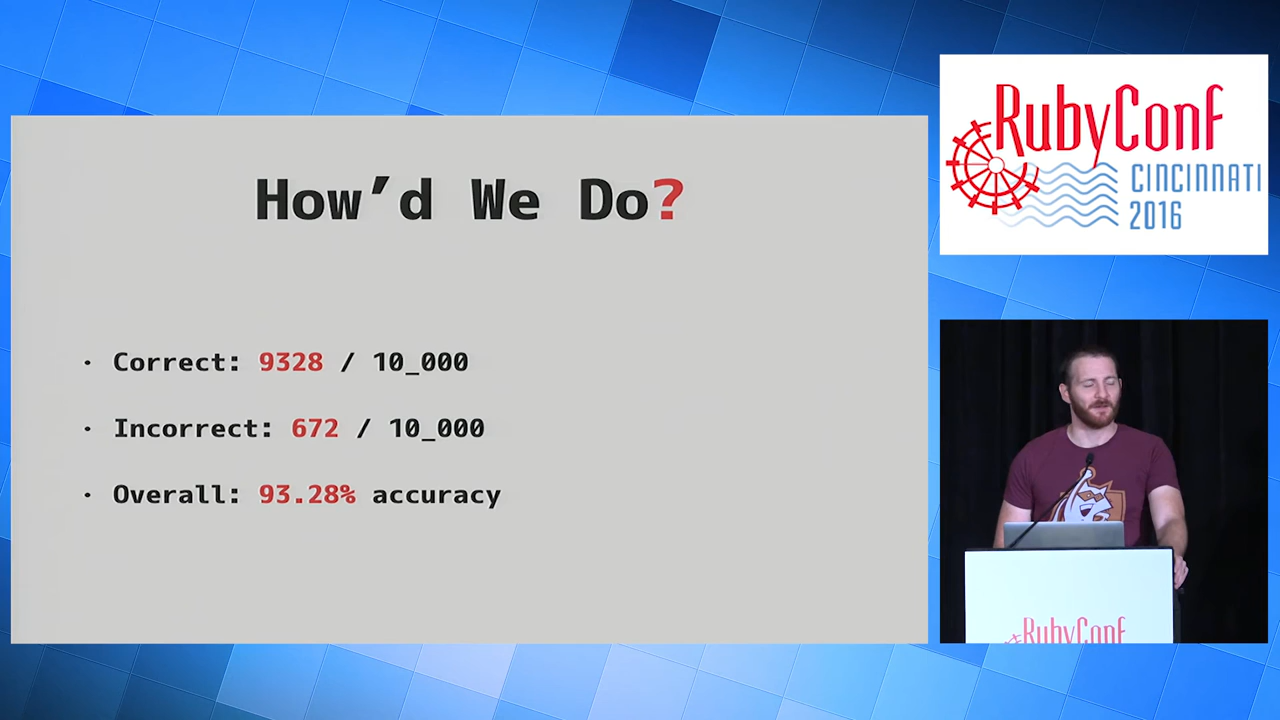 How’d We Do?
• Correct: 9328 / 10_000
• Incorrect: 672 / 10_000
• Overall: 93.28% accuracy
RubyConf
CINCINNATI
2016
RubyConf